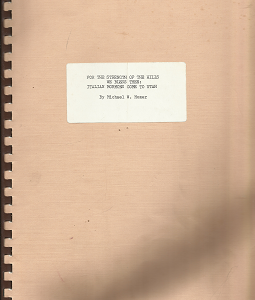 FOR THE STRENGTH OF THE HILLS
WE BLESS THEE:
ITALIAN MORMONS COME TO UTAH
By Michael W. Homer